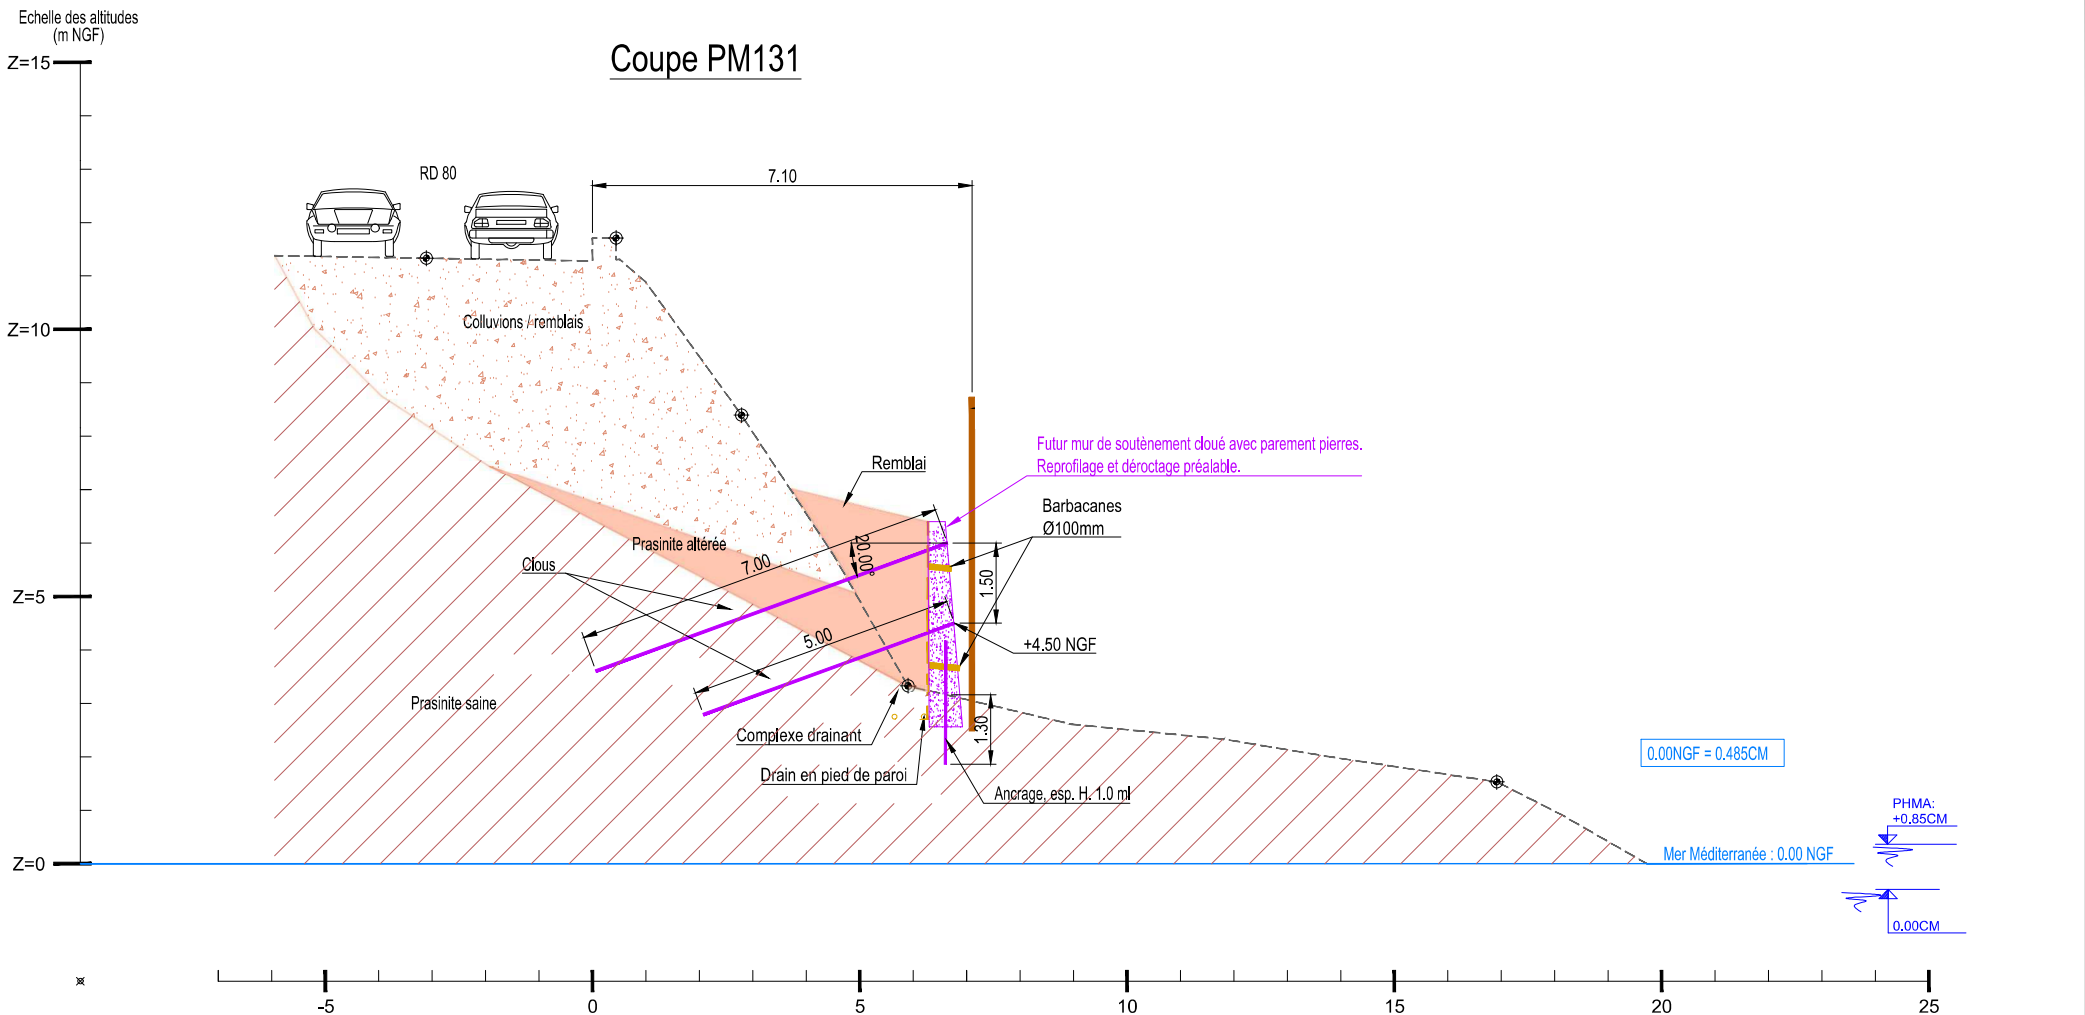 Echelle des altitudes
(m NGF)
Coupe PM131
Z=15
RD 80
7.10
Z=10
Colluvions / remblais
Futur mur de soutènement cloué avec parement pierres.
Reprofilage et déroctage préalable.
Remblai
Barbacanes
Ø100mm
Prasinite altérée
20.00°
7.00
Clous
1.50
Z=5
5.00
+4.50 NGF
Prasinite saine
1.30
Complexe drainant
0.00NGF = 0.485CM
Drain en pied de paroi
Ancrage, esp. H. 1.0 ml
PHMA:
+0.85CM
Mer Méditerranée : 0.00 NGF
Z=0
0.00CM
-5
0
5
10
15
20
25